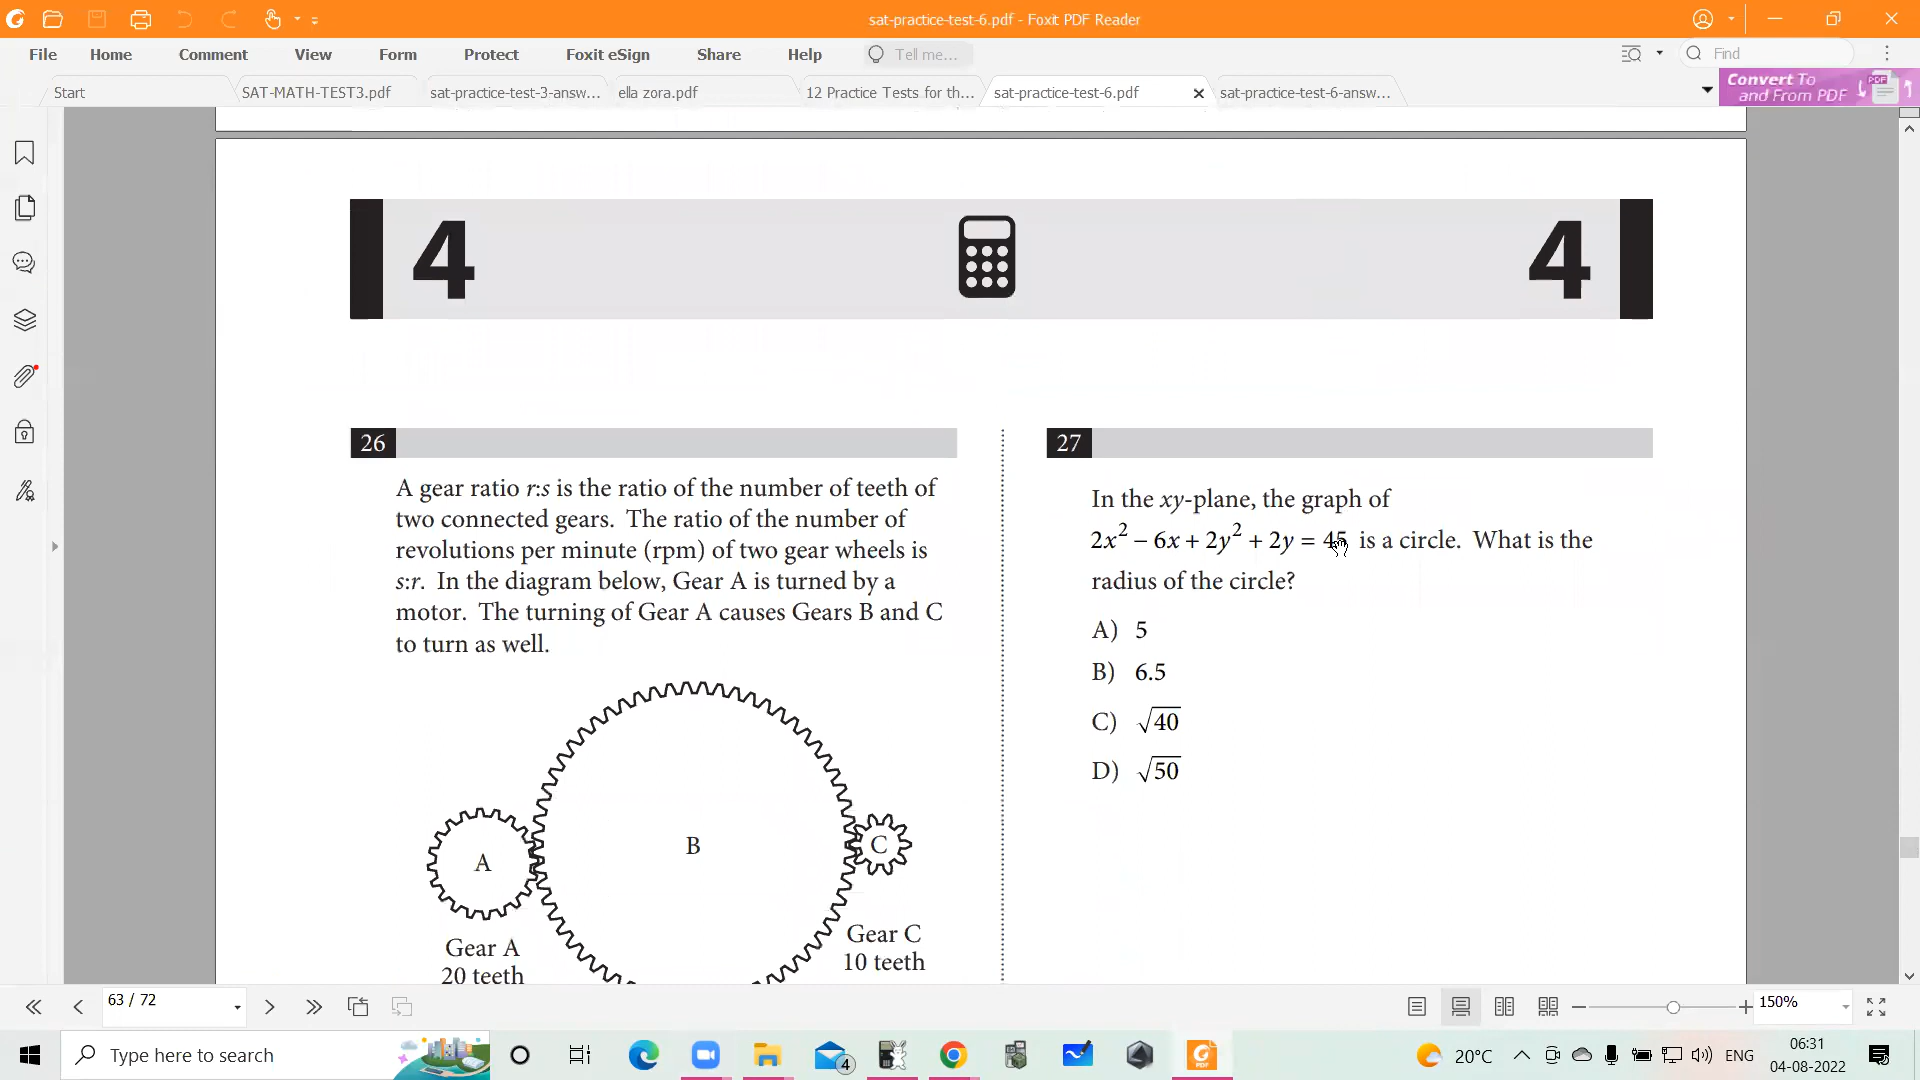 sat-practice-test-6.pdf - Foxit PDF Reader
File Home Comment View Form Protect Foxit eSign Share Help Tell me... Find
Start SAT-MATH-TEST3.pdf sat-practice-test-3-answ... ella zora.pdf 12 Practice Tests for th... sat-practice-test-6.pdf sat-practice-test-6-answ...
Convert To
and From PDF
PDF
4 4
26
A gear ratio r:s is the ratio of the number of teeth of
two connected gears. The ratio of the number of
revolutions per minute (rpm) of two gear wheels is
s:r. In the diagram below, Gear A is turned by a
motor. The turning of Gear A causes Gears B and C
to turn as well.
A
B
C
Gear A
20 teeth
Gear C
10 teeth
27
In the xy-plane, the graph of
2x² − 6x + 2y² + 2y = 45 is a circle. What is the
radius of the circle?
A) 5
B) 6.5
C) √40
D) √50
63 / 72
150%
Type here to search
4
PDF
20°C
ENG
06:31
04-08-2022